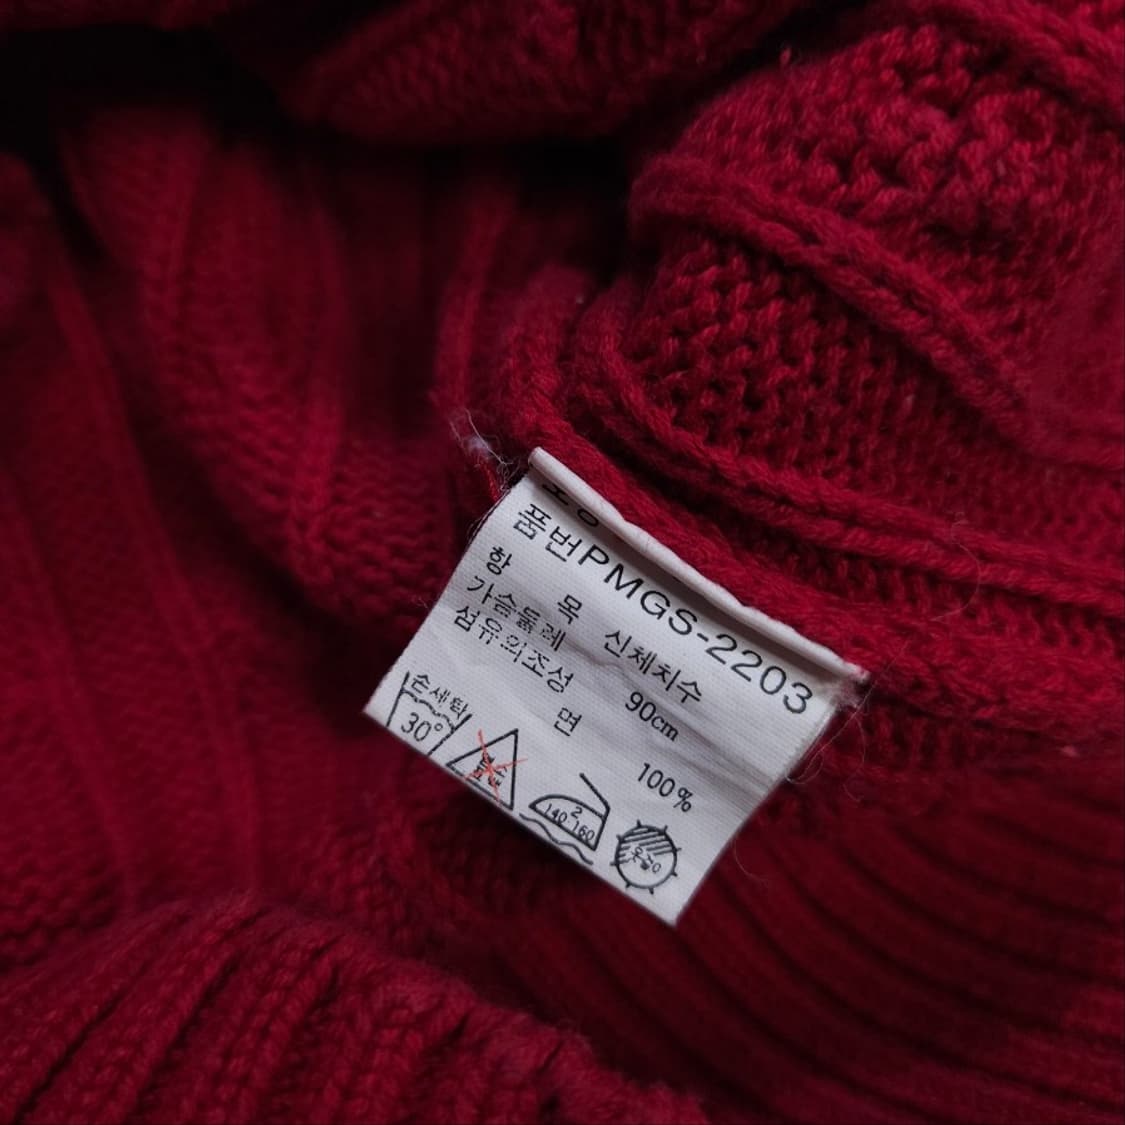 품번PMGS-2203
항 목 신체치수
가슴둘레 90cm
섬유의조성
면 100%
손세탁
30°
2
140-160